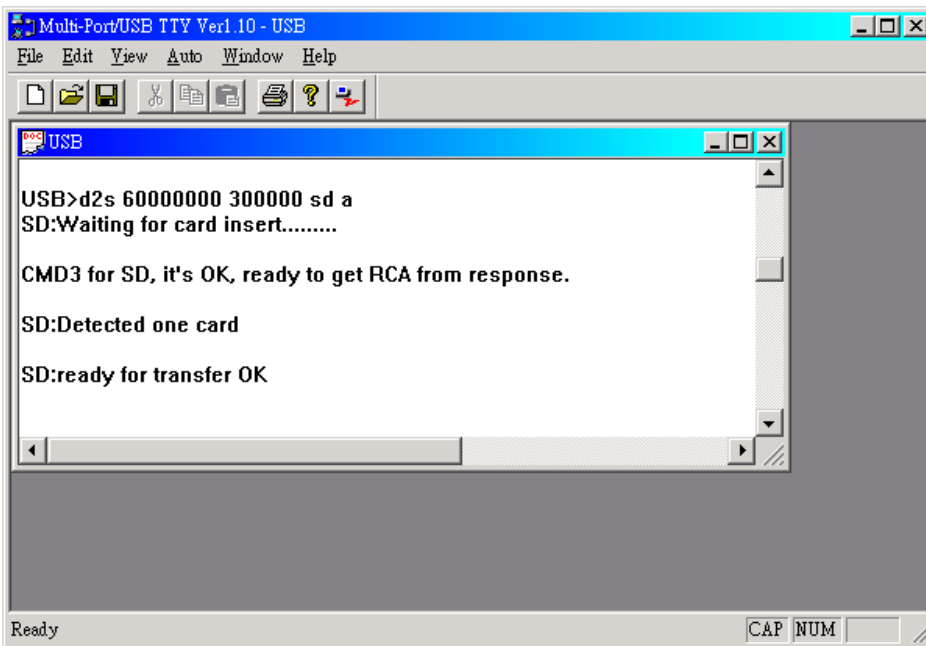 Multi-Port/USB TTY Ver1.10 - USB
File Edit View Auto Window Help
DOC
USB
USB>d2s 60000000 300000 sd a
SD:Waiting for card insert.........
CMD3 for SD, it's OK, ready to get RCA from response.
SD:Detected one card
SD:ready for transfer OK
Ready
CAP NUM